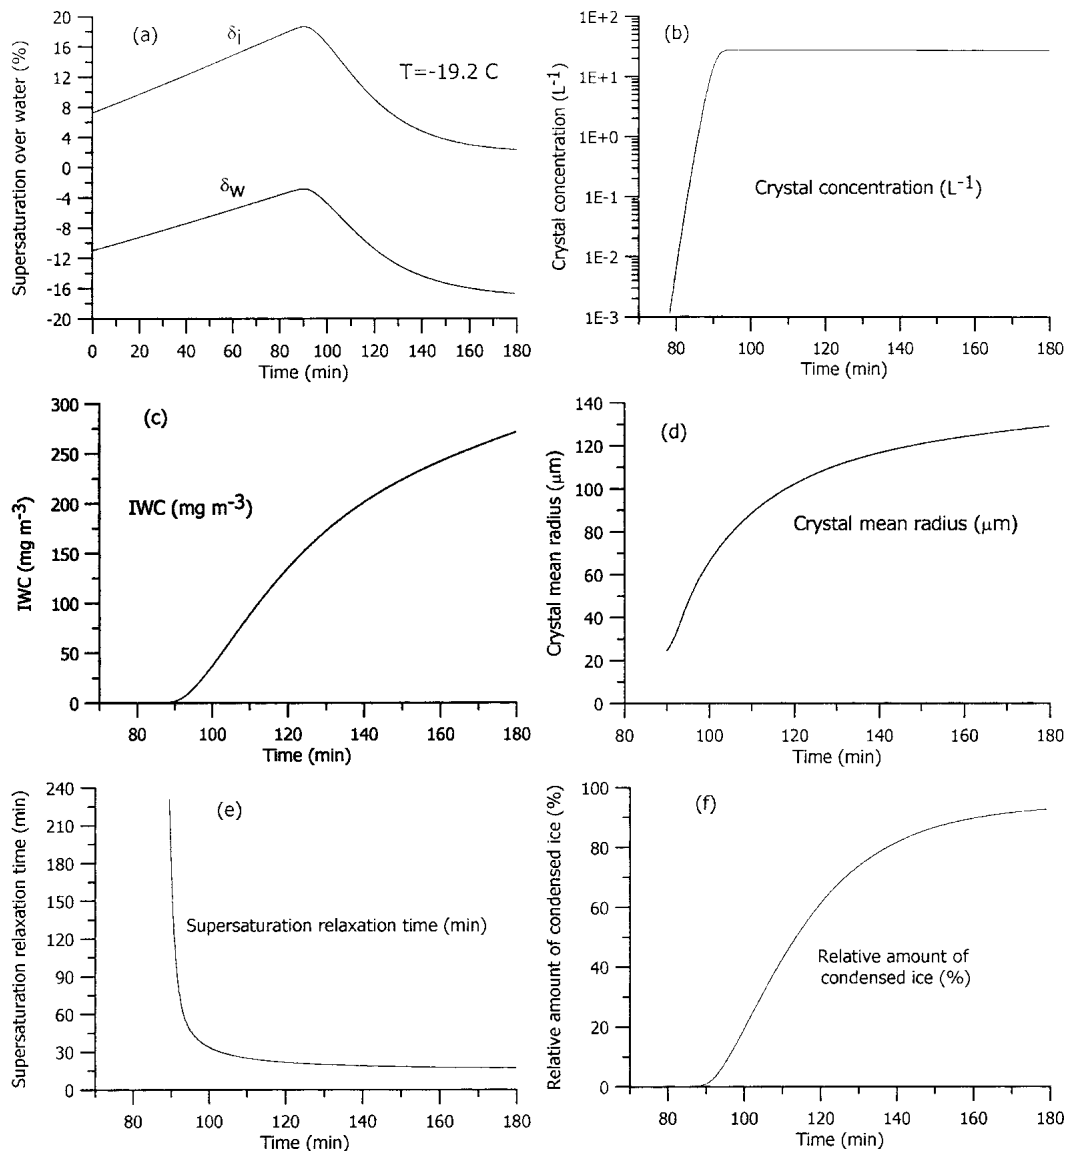 (a)
δi
T=-19.2 C
δw
Supersaturation over water (%)
20
16
12
8
4
0
-4
-8
-12
-16
-20
0 20 40 60 80 100 120 140 160 180
Time (min)
(b)
Crystal concentration (L-1)
Crystal concentration (L-1)
1E+2
1E+1
1E+0
1E-1
1E-2
1E-3
80 100 120 140 160 180
Time (min)
(c)
IWC (mg m-3)
IWC (mg m-3)
300
250
200
150
100
50
0
80 100 120 140 160 180
Time (min)
(d)
Crystal mean radius (μm)
Crystal mean radius (μm)
140
120
100
80
60
40
20
0
80 100 120 140 160 180
Time (min)
(e)
Supersaturation relaxation time (min)
Supersaturation relaxation time (min)
240
210
180
150
120
90
60
30
0
80 100 120 140 160 180
Time (min)
(f)
Relative amount of
condensed ice (%)
Relative amount of condensed ice (%)
100
80
60
40
20
0
80 100 120 140 160 180
Time (min)